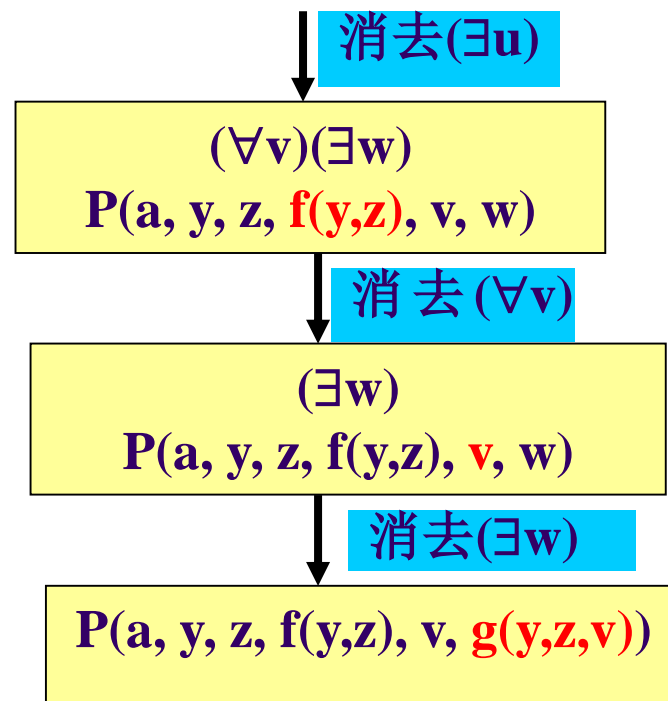 消去(∃u)
(∀v)(∃w)
P(a, y, z, f(y,z), v, w)
消 去 (∀v)
(∃w)
P(a, y, z, f(y,z), v, w)
消去(∃w)
P(a, y, z, f(y,z), v, g(y,z,v))